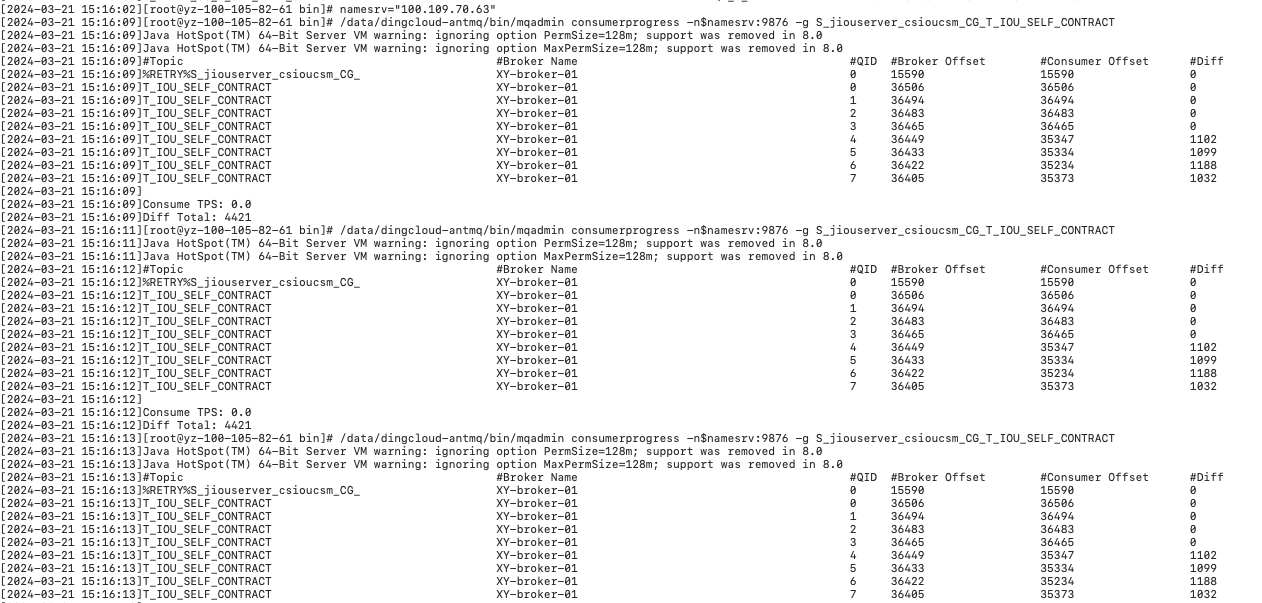 [2024-03-21 15:16:02][root@yz-100-105-82-61 bin]# namesrv="100.109.70.63"
[2024-03-21 15:16:09][root@yz-100-105-82-61 bin]# /data/dingcloud-antmq/bin/mqadmin consumerprogress -n$namesrv:9876 -g S_jiouserver_csioucsm_CG_T_IOU_SELF_CONTRACT
[2024-03-21 15:16:09]Java HotSpot(TM) 64-Bit Server VM warning: ignoring option PermSize=128m; support was removed in 8.0
[2024-03-21 15:16:09]Java HotSpot(TM) 64-Bit Server VM warning: ignoring option MaxPermSize=128m; support was removed in 8.0
[2024-03-21 15:16:09]#Topic #Broker Name #QID #Broker Offset #Consumer Offset #Diff
[2024-03-21 15:16:09]%RETRY%S_jiouserver_csioucsm_CG_ XY-broker-01 0 15590 15590 0
[2024-03-21 15:16:09]T_IOU_SELF_CONTRACT XY-broker-01 0 36506 36506 0
[2024-03-21 15:16:09]T_IOU_SELF_CONTRACT XY-broker-01 1 36494 36494 0
[2024-03-21 15:16:09]T_IOU_SELF_CONTRACT XY-broker-01 2 36483 36483 0
[2024-03-21 15:16:09]T_IOU_SELF_CONTRACT XY-broker-01 3 36465 36465 0
[2024-03-21 15:16:09]T_IOU_SELF_CONTRACT XY-broker-01 4 36449 35347 1102
[2024-03-21 15:16:09]T_IOU_SELF_CONTRACT XY-broker-01 5 36433 35334 1099
[2024-03-21 15:16:09]T_IOU_SELF_CONTRACT XY-broker-01 6 36422 35234 1188
[2024-03-21 15:16:09]T_IOU_SELF_CONTRACT XY-broker-01 7 36405 35373 1032
[2024-03-21 15:16:09]
[2024-03-21 15:16:09]Consume TPS: 0.0
[2024-03-21 15:16:09]Diff Total: 4421
[2024-03-21 15:16:11][root@yz-100-105-82-61 bin]# /data/dingcloud-antmq/bin/mqadmin consumerprogress -n$namesrv:9876 -g S_jiouserver_csioucsm_CG_T_IOU_SELF_CONTRACT
[2024-03-21 15:16:11]Java HotSpot(TM) 64-Bit Server VM warning: ignoring option PermSize=128m; support was removed in 8.0
[2024-03-21 15:16:11]Java HotSpot(TM) 64-Bit Server VM warning: ignoring option MaxPermSize=128m; support was removed in 8.0
[2024-03-21 15:16:12]#Topic #Broker Name #QID #Broker Offset #Consumer Offset #Diff
[2024-03-21 15:16:12]%RETRY%S_jiouserver_csioucsm_CG_ XY-broker-01 0 15590 15590 0
[2024-03-21 15:16:12]T_IOU_SELF_CONTRACT XY-broker-01 0 36506 36506 0
[2024-03-21 15:16:12]T_IOU_SELF_CONTRACT XY-broker-01 1 36494 36494 0
[2024-03-21 15:16:12]T_IOU_SELF_CONTRACT XY-broker-01 2 36483 36483 0
[2024-03-21 15:16:12]T_IOU_SELF_CONTRACT XY-broker-01 3 36465 36465 0
[2024-03-21 15:16:12]T_IOU_SELF_CONTRACT XY-broker-01 4 36449 35347 1102
[2024-03-21 15:16:12]T_IOU_SELF_CONTRACT XY-broker-01 5 36433 35334 1099
[2024-03-21 15:16:12]T_IOU_SELF_CONTRACT XY-broker-01 6 36422 35234 1188
[2024-03-21 15:16:12]T_IOU_SELF_CONTRACT XY-broker-01 7 36405 35373 1032
[2024-03-21 15:16:12]
[2024-03-21 15:16:12]Consume TPS: 0.0
[2024-03-21 15:16:12]Diff Total: 4421
[2024-03-21 15:16:13][root@yz-100-105-82-61 bin]# /data/dingcloud-antmq/bin/mqadmin consumerprogress -n$namesrv:9876 -g S_jiouserver_csioucsm_CG_T_IOU_SELF_CONTRACT
[2024-03-21 15:16:13]Java HotSpot(TM) 64-Bit Server VM warning: ignoring option PermSize=128m; support was removed in 8.0
[2024-03-21 15:16:13]Java HotSpot(TM) 64-Bit Server VM warning: ignoring option MaxPermSize=128m; support was removed in 8.0
[2024-03-21 15:16:13]#Topic #Broker Name #QID #Broker Offset #Consumer Offset #Diff
[2024-03-21 15:16:13]%RETRY%S_jiouserver_csioucsm_CG_ XY-broker-01 0 15590 15590 0
[2024-03-21 15:16:13]T_IOU_SELF_CONTRACT XY-broker-01 0 36506 36506 0
[2024-03-21 15:16:13]T_IOU_SELF_CONTRACT XY-broker-01 1 36494 36494 0
[2024-03-21 15:16:13]T_IOU_SELF_CONTRACT XY-broker-01 2 36483 36483 0
[2024-03-21 15:16:13]T_IOU_SELF_CONTRACT XY-broker-01 3 36465 36465 0
[2024-03-21 15:16:13]T_IOU_SELF_CONTRACT XY-broker-01 4 36449 35347 1102
[2024-03-21 15:16:13]T_IOU_SELF_CONTRACT XY-broker-01 5 36433 35334 1099
[2024-03-21 15:16:13]T_IOU_SELF_CONTRACT XY-broker-01 6 36422 35234 1188
[2024-03-21 15:16:13]T_IOU_SELF_CONTRACT XY-broker-01 7 36405 35373 1032